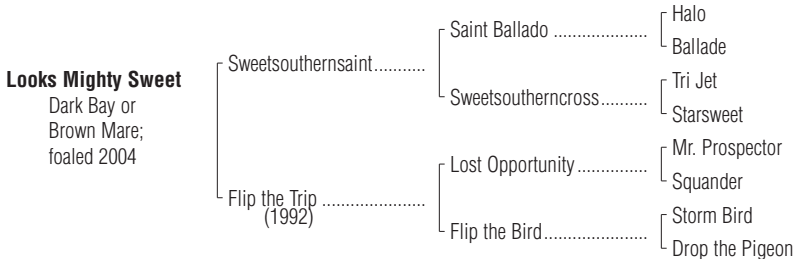 Looks Mighty Sweet
Dark Bay or
Brown Mare;
foaled 2004
Sweetsouthernsaint...........
Flip the Trip ......................
(1992)
Saint Ballado ....................
Sweetsoutherncross..........
Lost Opportunity...............
Flip the Bird......................
Halo
Ballade
Tri Jet
Starsweet
Mr. Prospector
Squander
Storm Bird
Drop the Pigeon